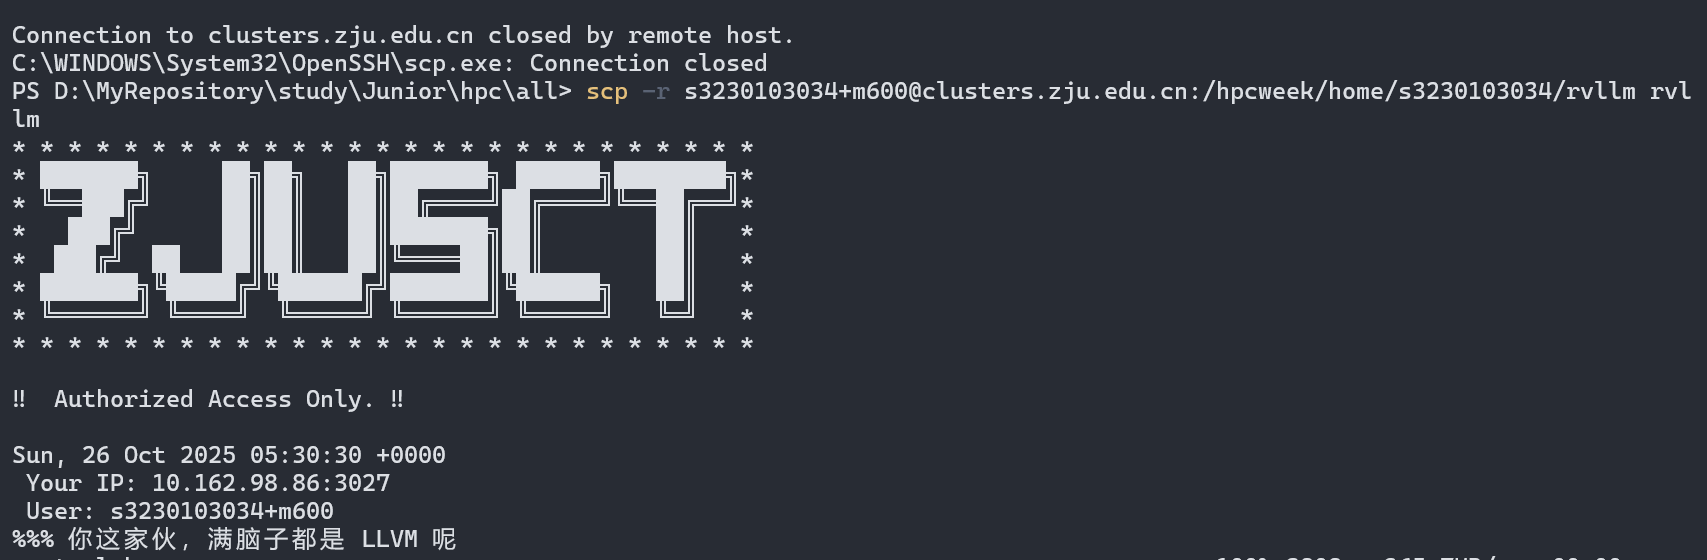 Connection to clusters.zju.edu.cn closed by remote host.
C:\WINDOWS\System32\OpenSSH\scp.exe: Connection closed
PS D:\MyRepository\study\Junior\hpc\all> scp -r s3230103034+m600@clusters.zju.edu.cn:/hpcweek/home/s3230103034/rvllm rvl
lm
* * * * * * * * * * * * * * * * * * * * * * * * * * *
ZJUSCT
* * * * * * * * * * * * * * * * * * * * * * * * * * *
‼  Authorized Access Only. ‼
Sun, 26 Oct 2025 05:30:30 +0000
Your IP: 10.162.98.86:3027
User: s3230103034+m600
%%% 你这家伙, 满脑子都是 LLVM 呢